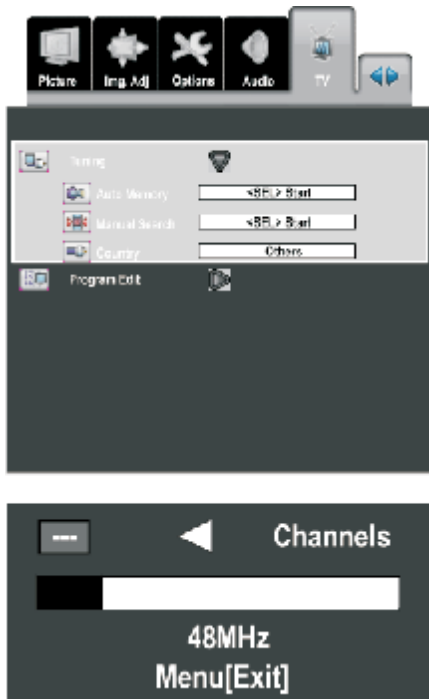 Picture Img. Adj Options Audio TV
Tuning
Auto Memory <SEL> Start
Manual Search <SEL> Start
Country Others
Program Edit
--- Channels
48MHz
Menu[Exit]